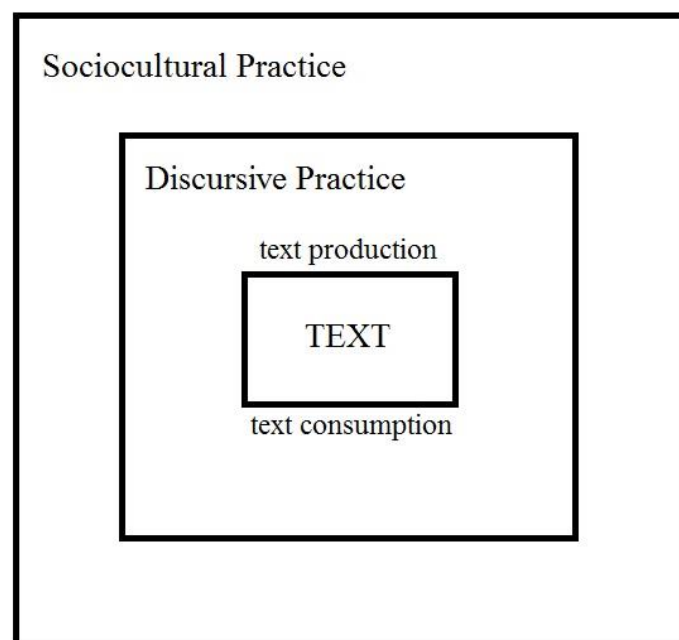 Sociocultural Practice
Discursive Practice
text production
TEXT
text consumption